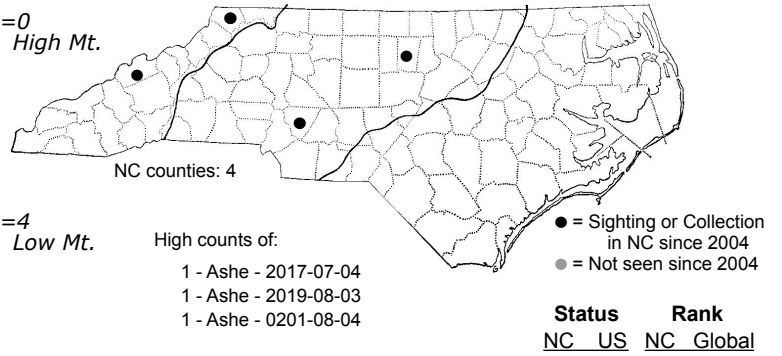 =0
High Mt.
NC counties: 4
=4
Low Mt.
High counts of:
1 - Ashe - 2017-07-04
1 - Ashe - 2019-08-03
1 - Ashe - 0201-08-04
● = Sighting or Collection
in NC since 2004
● = Not seen since 2004
Status Rank
NC US NC Global